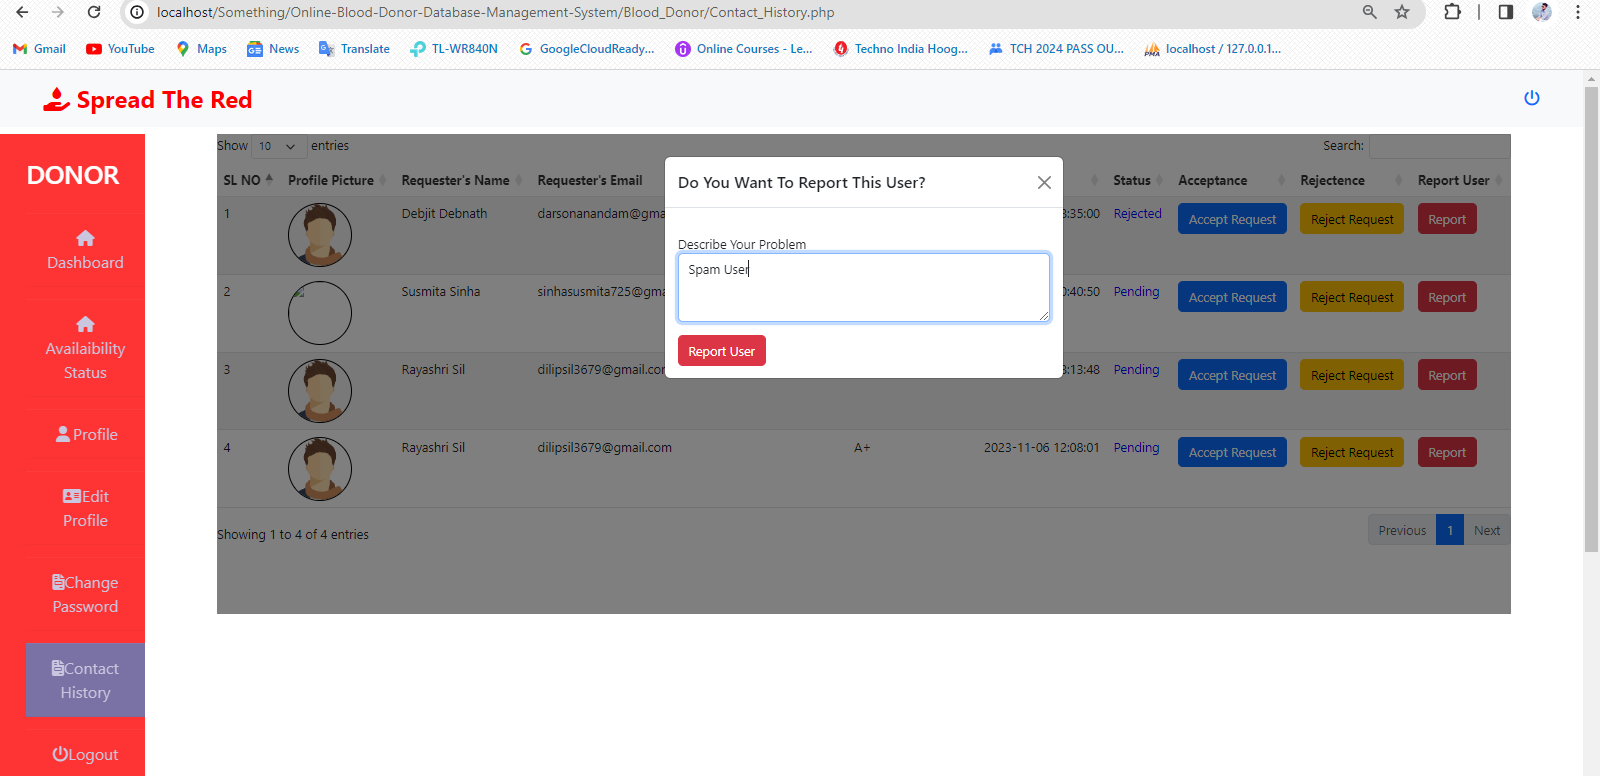 localhost/Something/Online-Blood-Donor-Database-Management-System/Blood_Donor/Contact_History.php
Gmail YouTube Maps News Translate TL-WR840N GoogleCloudReady... Online Courses - Le... Techno India Hoog... TCH 2024 PASS OU... localhost / 127.0.0.1...
Spread The Red
DONOR
Dashboard
Availaibility
Status
Profile
Edit
Profile
Change
Password
Contact
History
Logout
Show 10 entries Search:
SL NO Profile Picture Requester's Name Requester's Email Status Acceptance Rejectence Report User
1 Debjit Debnath darsonanandam@gma :35:00 Rejected Accept Request Reject Request Report
2 Susmita Sinha sinhasusmita725@gma :40:50 Pending Accept Request Reject Request Report
3 Rayashri Sil dilipsil3679@gmail.cor :13:48 Pending Accept Request Reject Request Report
4 Rayashri Sil dilipsil3679@gmail.com A+ 2023-11-06 12:08:01 Pending Accept Request Reject Request Report
Showing 1 to 4 of 4 entries Previous 1 Next
Do You Want To Report This User?
Describe Your Problem
Spam User
Report User